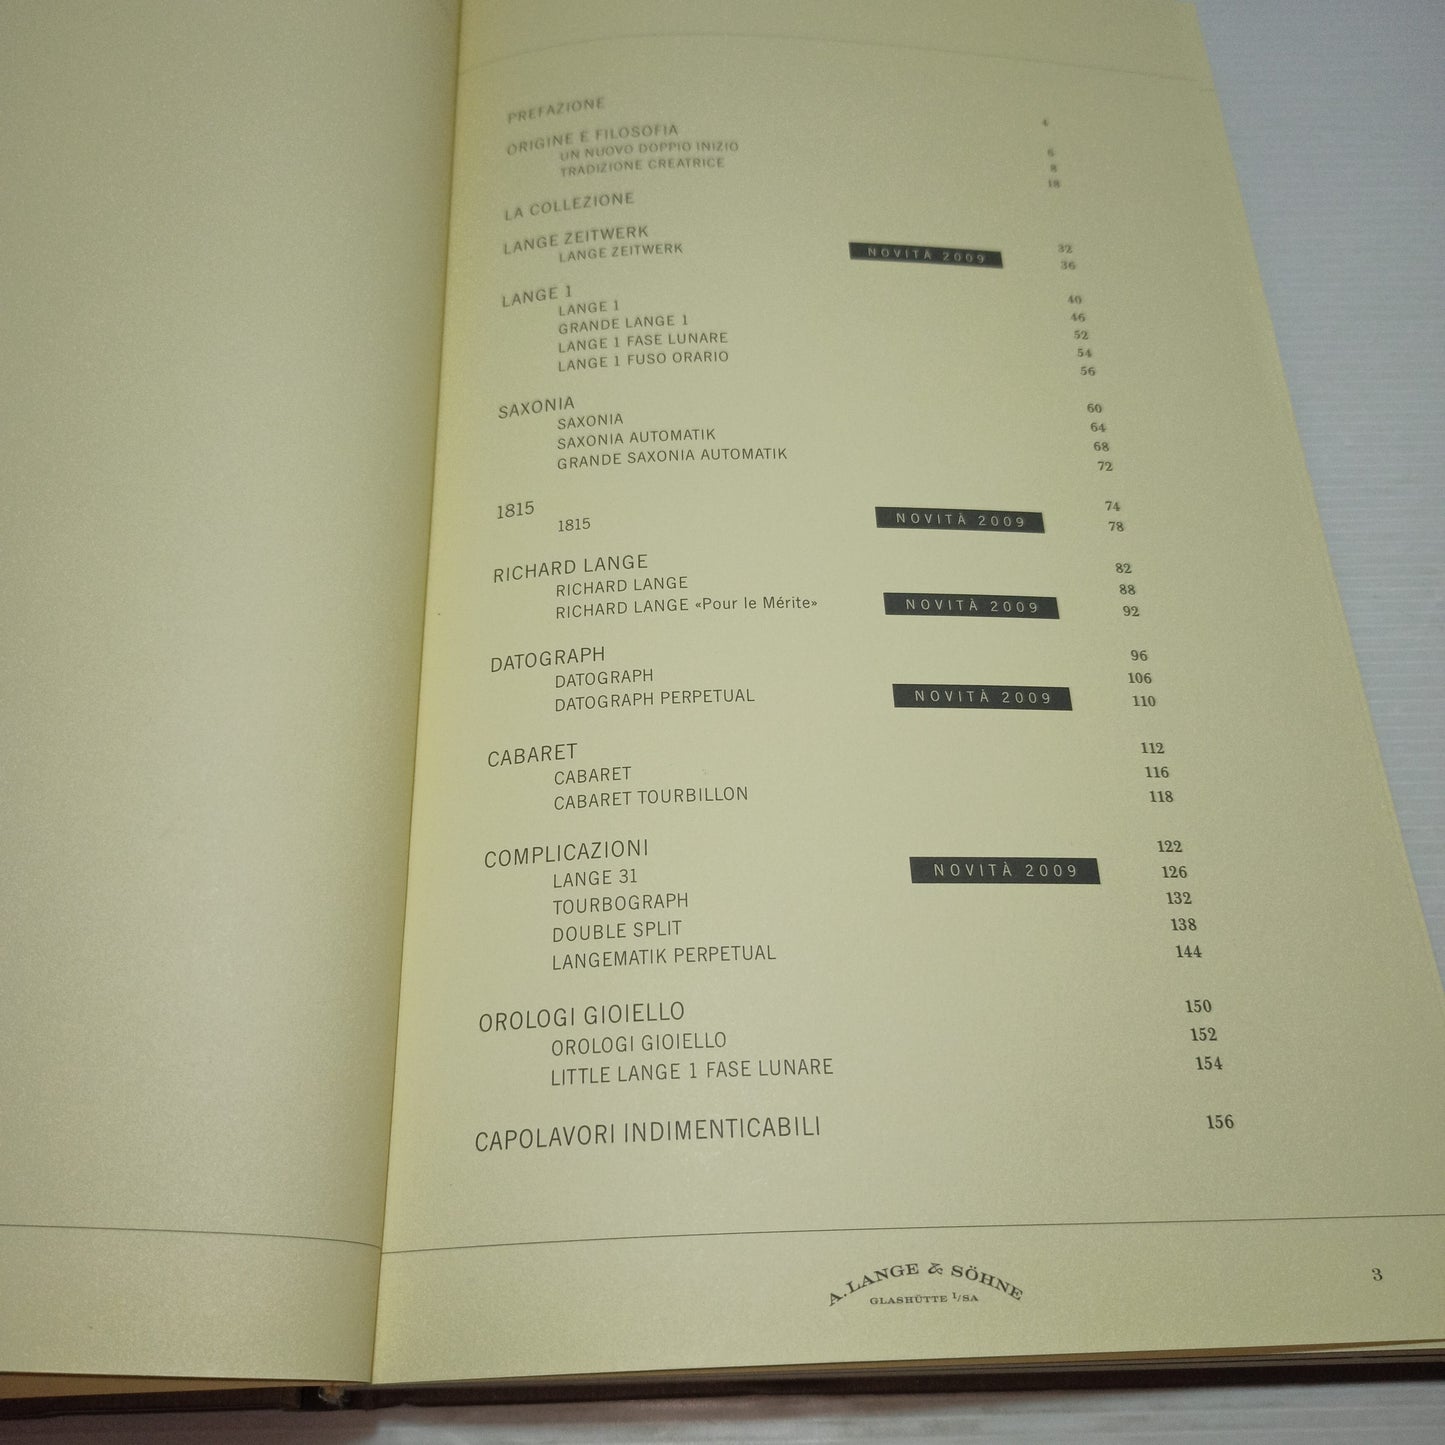 PREFAZIONE 4
ORIGINE E FILOSOFIA 6
UN NUOVO DOPPIO INIZIO 8
TRADIZIONE CREATRICE 18
LA COLLEZIONE
LANGE ZEITWERK 32
LANGE ZEITWERK NOVITÀ 2009 36
LANGE 1 40
LANGE 1 46
GRANDE LANGE 1 52
LANGE 1 FASE LUNARE 54
LANGE 1 FUSO ORARIO 56
SAXONIA 60
SAXONIA 64
SAXONIA AUTOMATIK 68
GRANDE SAXONIA AUTOMATIK 72
1815 74
1815 NOVITÀ 2009 78
RICHARD LANGE 82
RICHARD LANGE 88
RICHARD LANGE «Pour le Mérite» NOVITÀ 2009 92
DATOGRAPH 96
DATOGRAPH 106
DATOGRAPH PERPETUAL NOVITÀ 2009 110
CABARET 112
CABARET 116
CABARET TOURBILLON 118
COMPLICAZIONI 122
LANGE 31 NOVITÀ 2009 126
TOURBOGRAPH 132
DOUBLE SPLIT 138
LANGEMATIK PERPETUAL 144
OROLOGI GIOIELLO 150
OROLOGI GIOIELLO 152
LITTLE LANGE 1 FASE LUNARE 154
CAPOLAVORI INDIMENTICABILI 156
A. LANGE & SÖHNE
GLASHÜTTE I/SA
3